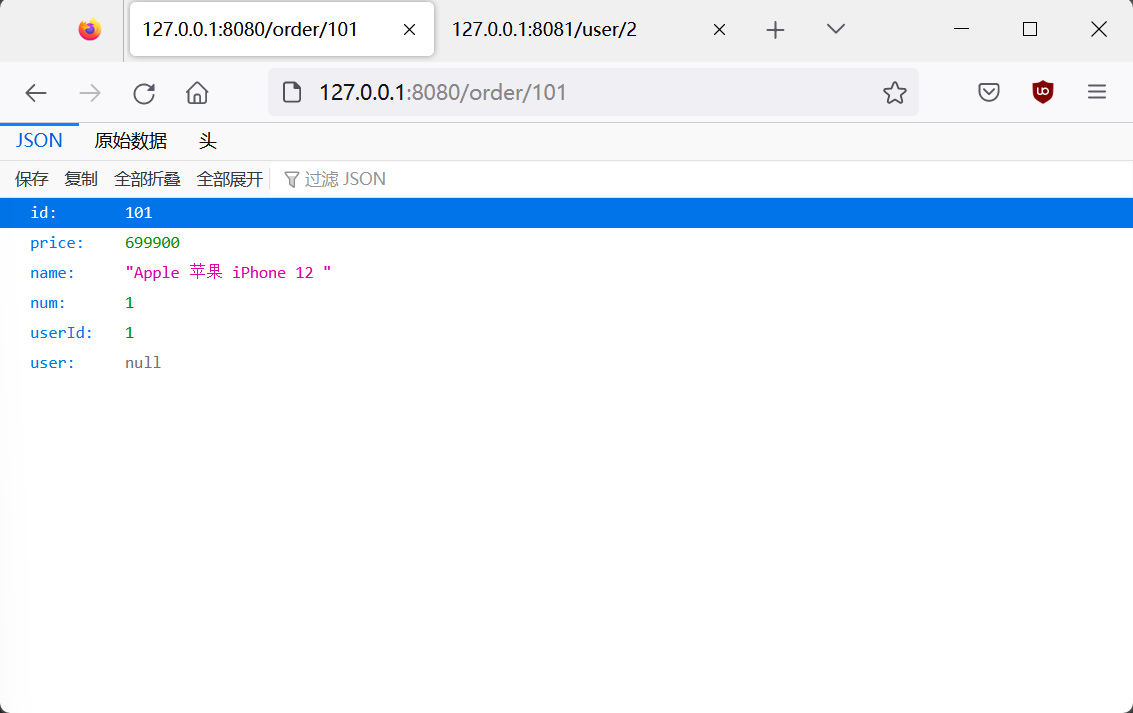 127.0.0.1:8080/order/101 127.0.0.1:8081/user/2
127.0.0.1:8080/order/101
JSON 原始数据 头
保存 复制 全部折叠 全部展开 过滤 JSON
id: 101
price: 699900
name: "Apple 苹果 iPhone 12 "
num: 1
userId: 1
user: null